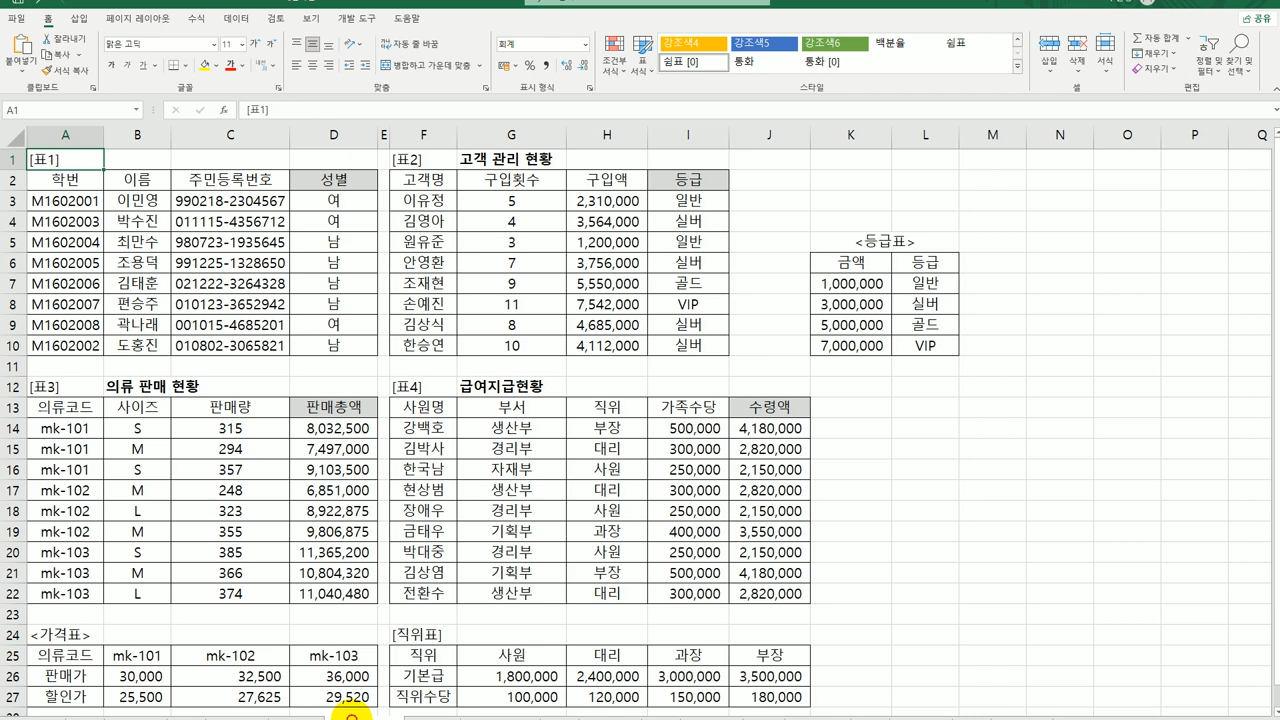 파일 홈 삽입 페이지 레이아웃 수식 데이터 검토 보기 개발 도구 도움말 공유
붙여넣기 잘라내기 복사 서식 복사 클립보드
맑은 고딕 11 가 가 가 가 가 글꼴
자동 줄 바꿈 병합하고 가운데 맞춤 맞춤
회계 % 표시 형식
조건부 서식 표 서식 강조색4 강조색5 강조색6 백분율 쉼표
쉼표 [0] 통화 통화 [0] 스타일
삽입 삭제 서식 셀
자동 합계 채우기 지우기 정렬 및 필터 찾기 및 선택 편집
A1 fx [표1]
A B C D E F G H I J K L M N O P Q
1 [표1] [표2] 고객 관리 현황
2 학번 이름 주민등록번호 성별 고객명 구입횟수 구입액 등급
3 M1602001 이민영 990218-2304567 여 이유정 5 2,310,000 일반
4 M1602003 박수진 011115-4356712 여 김영아 4 3,564,000 실버
5 M1602004 최만수 980723-1935645 남 원유준 3 1,200,000 일반 <등급표>
6 M1602005 조용덕 991225-1328650 남 안영환 7 3,756,000 실버 금액 등급
7 M1602006 김태훈 021222-3264328 남 조재현 9 5,550,000 골드 1,000,000 일반
8 M1602007 편승주 010123-3652942 남 손예진 11 7,542,000 VIP 3,000,000 실버
9 M1602008 곽나래 001015-4685201 여 김상식 8 4,685,000 실버 5,000,000 골드
10 M1602002 도홍진 010802-3065821 남 한승연 10 4,112,000 실버 7,000,000 VIP
11
12 [표3] 의류 판매 현황 [표4] 급여지급현황
13 의류코드 사이즈 판매량 판매총액 사원명 부서 직위 가족수당 수령액
14 mk-101 S 315 8,032,500 강백호 생산부 부장 500,000 4,180,000
15 mk-101 M 294 7,497,000 김박사 경리부 대리 300,000 2,820,000
16 mk-101 S 357 9,103,500 한국남 자재부 사원 250,000 2,150,000
17 mk-102 M 248 6,851,000 현상범 생산부 대리 300,000 2,820,000
18 mk-102 L 323 8,922,875 장애우 경리부 사원 250,000 2,150,000
19 mk-102 M 355 9,806,875 금태우 기획부 과장 400,000 3,550,000
20 mk-103 S 385 11,365,200 박대중 경리부 사원 250,000 2,150,000
21 mk-103 M 366 10,804,320 김상염 기획부 부장 500,000 4,180,000
22 mk-103 L 374 11,040,480 전환수 생산부 대리 300,000 2,820,000
23
24 <가격표> [직위표]
25 의류코드 mk-101 mk-102 mk-103 직위 사원 대리 과장 부장
26 판매가 30,000 32,500 36,000 기본급 1,800,000 2,400,000 3,000,000 3,500,000
27 할인가 25,500 27,625 29,520 직위수당 100,000 120,000 150,000 180,000